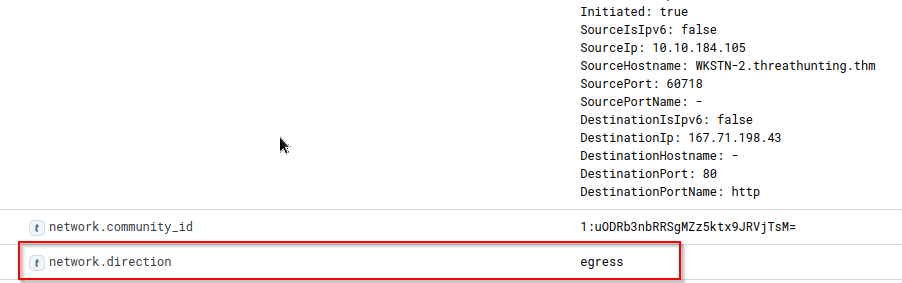 Initiated: true
SourceIsIpv6: false
SourceIp: 10.10.184.105
SourceHostname: WKSTN-2.threathunting.thm
SourcePort: 60718
SourcePortName: -
DestinationIsIpv6: false
DestinationIp: 167.71.198.43
DestinationHostname: -
DestinationPort: 80
DestinationPortName: http
t network.community_id 1:uODRb3nbRRSgMZz5ktx9JRVjTsM=
t network.direction egress